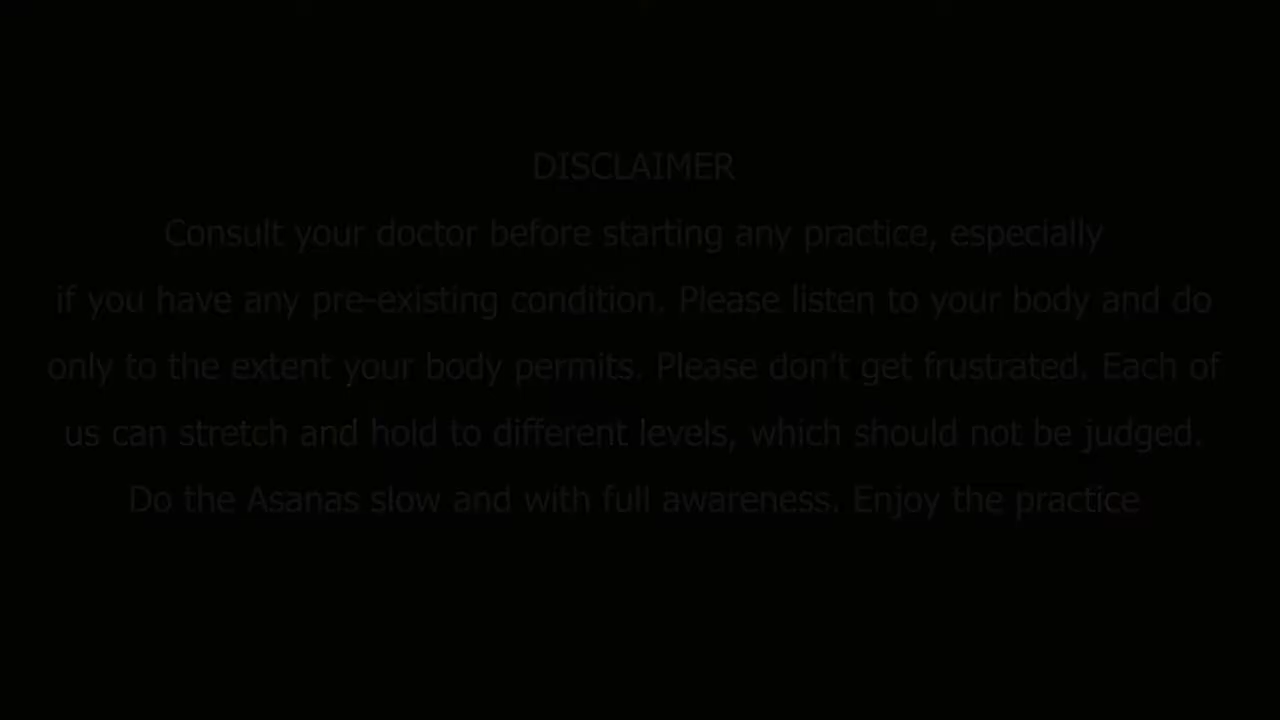 DISCLAIMER
Consult your doctor before starting any practice, especially
if you have any pre-existing condition. Please listen to your body and do
only to the extent your body permits. Please don't get frustrated. Each of
us can stretch and hold to different levels, which should not be judged.
Do the Asanas slow and with full awareness. Enjoy the practice